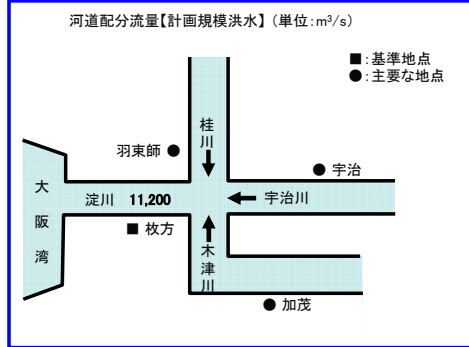 河道配分流量【計画規模洪水】（単位：m³/s）
■：基準地点
●：主要な地点
桂川
羽束師 ●
● 宇治
大阪湾
淀川 11,200
宇治川
■ 枚方
木津川
● 加茂